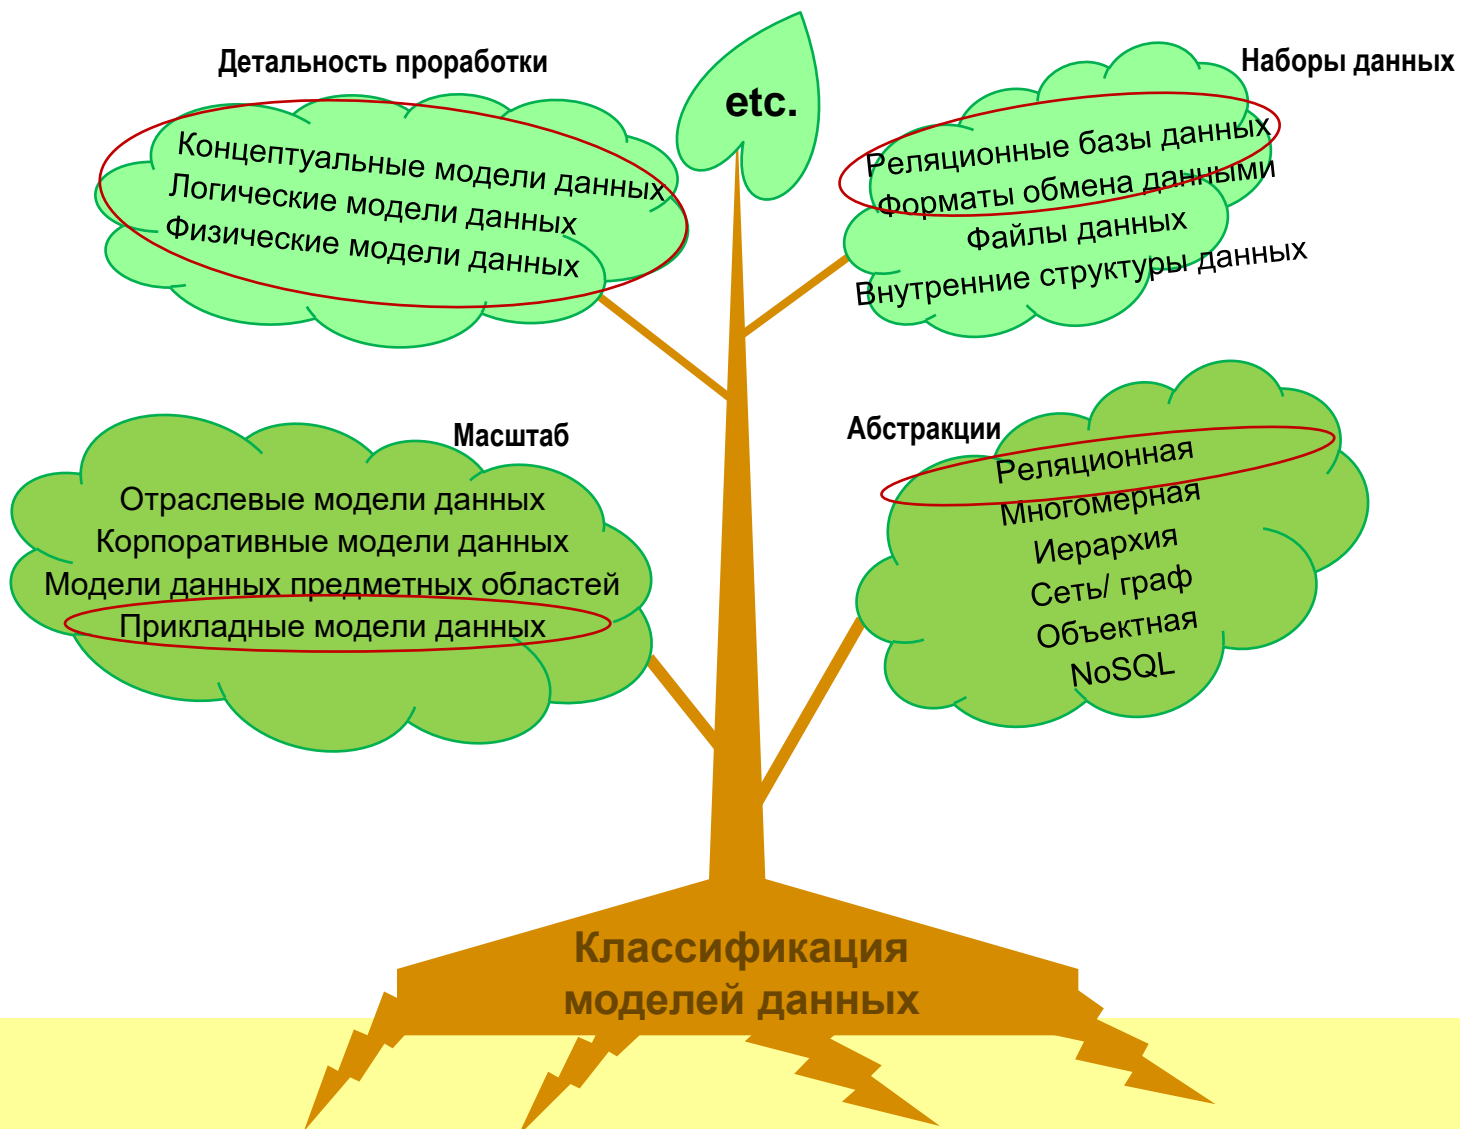 Детальность проработки
Концептуальные модели данных
Логические модели данных
Физические модели данных
etc.
Наборы данных
Реляционные базы данных
Форматы обмена данными
Файлы данных
Внутренние структуры данных
Масштаб
Отраслевые модели данных
Корпоративные модели данных
Модели данных предметных областей
Прикладные модели данных
Абстракции
Реляционная
Многомерная
Иерархия
Сеть/ граф
Объектная
NoSQL
Классификация
моделей данных